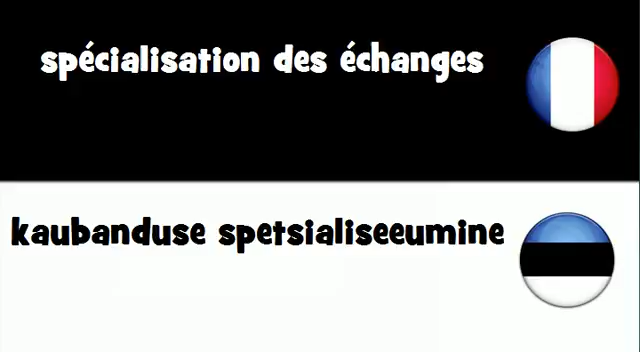 spécialisation des échanges
kaubanduse spetsialiseeumine